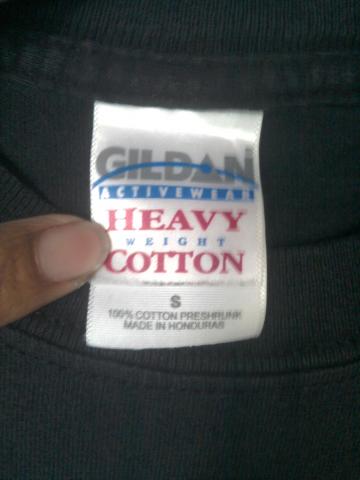 GILDAN
ACTIVEWEAR
HEAVY
WEIGHT
COTTON
S
100% COTTON PRESHRUNK
MADE IN HONDURAS